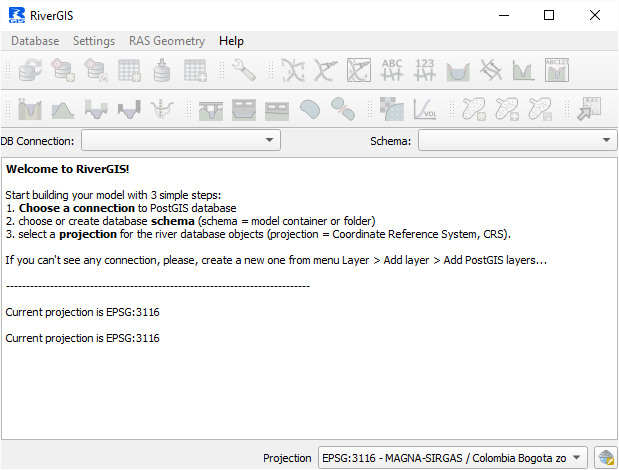 RiverGIS
Database Settings RAS Geometry Help
ABC 123 ABC123
VOL RAS
DB Connection: Schema:
Welcome to RiverGIS!
Start building your model with 3 simple steps:
1. Choose a connection to PostGIS database
2. choose or create database schema (schema = model container or folder)
3. select a projection for the river database objects (projection = Coordinate Reference System, CRS).
If you can't see any connection, please, create a new one from menu Layer > Add layer > Add PostGIS layers...
----------------------------------------------------------------------------
Current projection is EPSG:3116
Current projection is EPSG:3116
Projection EPSG:3116 - MAGNA-SIRGAS / Colombia Bogota zo